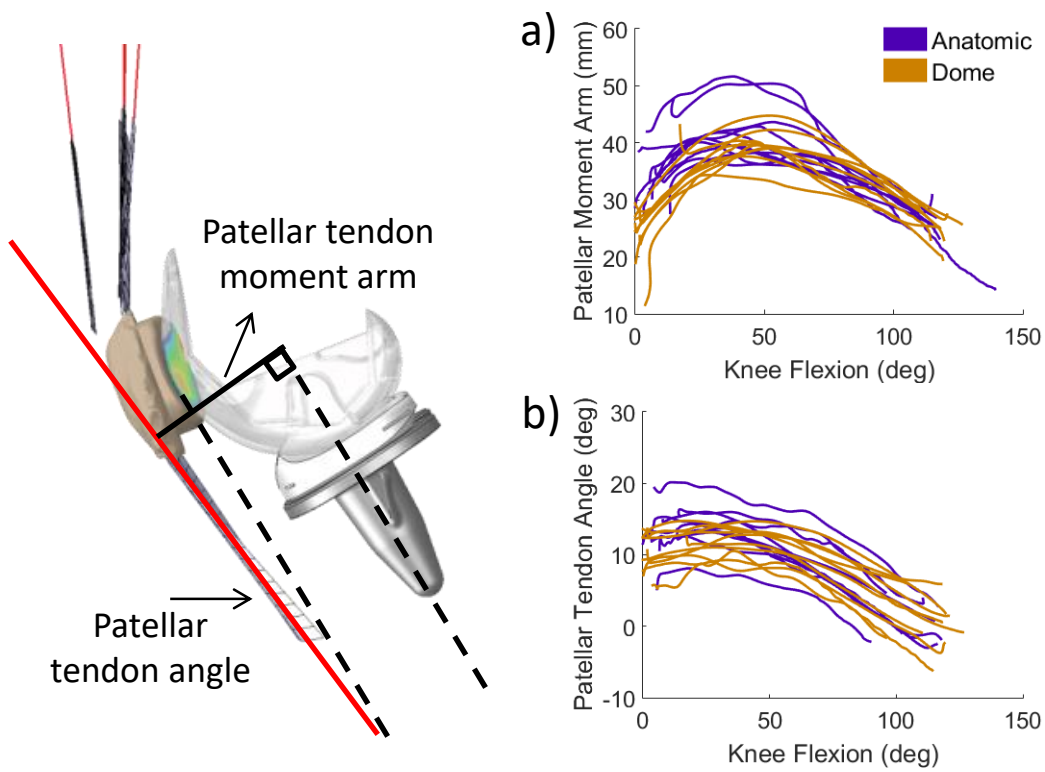 Patellar tendon
moment arm
Patellar
tendon angle
a)
Anatomic
Dome
Patellar Moment Arm (mm)
60
50
40
30
20
10
0
50
100
150
Knee Flexion (deg)
b)
Patellar Tendon Angle (deg)
30
20
10
0
-10
0
50
100
150
Knee Flexion (deg)